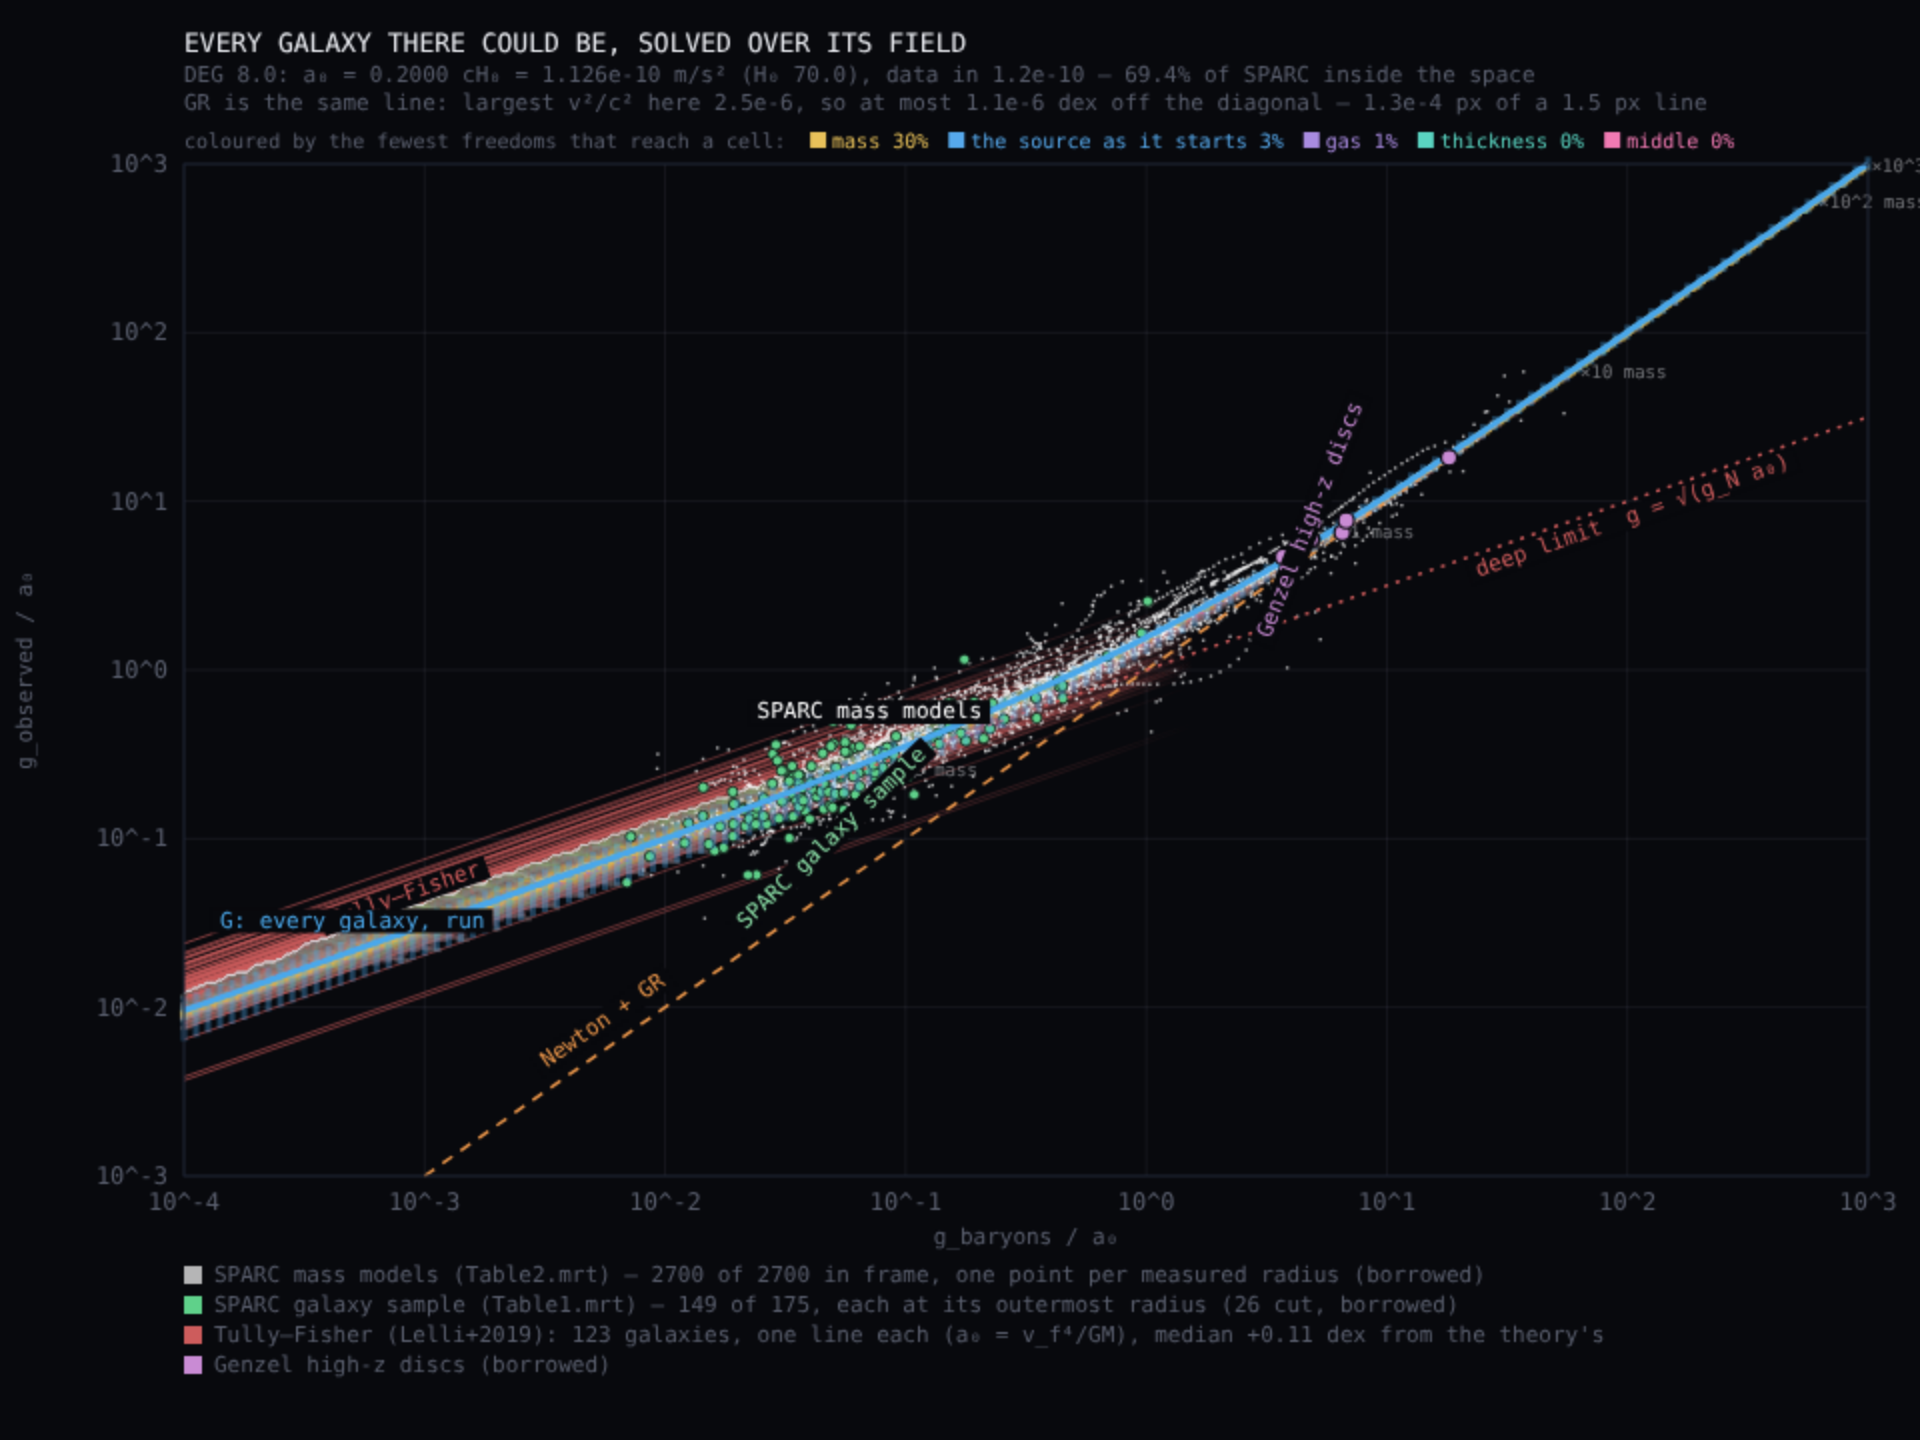 EVERY GALAXY THERE COULD BE, SOLVED OVER ITS FIELD
DEG 8.0: a₀ = 0.2000 cH₀ = 1.126e-10 m/s² (H₀ 70.0), data in 1.2e-10 — 69.4% of SPARC inside the space
GR is the same line: largest v²/c² here 2.5e-6, so at most 1.1e-6 dex off the diagonal — 1.3e-4 px of a 1.5 px line
coloured by the fewest freedoms that reach a cell: mass 30% the source as it starts 3% gas 1% thickness 0% middle 0%
10^3
×10^3
×10^2 mass
10^2
×10 mass
Genzel high-z discs
10^1
mass
deep limit g = √(g_N a₀)
g_observed / a₀
10^0
SPARC mass models
mass
SPARC galaxy sample
10^-1
lly–Fisher
G: every galaxy, run
Newton + GR
10^-2
10^-3
10^-4
10^-3
10^-2
10^-1
10^0
10^1
10^2
10^3
g_baryons / a₀
SPARC mass models (Table2.mrt) — 2700 of 2700 in frame, one point per measured radius (borrowed)
SPARC galaxy sample (Table1.mrt) — 149 of 175, each at its outermost radius (26 cut, borrowed)
Tully–Fisher (Lelli+2019): 123 galaxies, one line each (a₀ = v_f⁴/GM), median +0.11 dex from the theory's
Genzel high-z discs (borrowed)